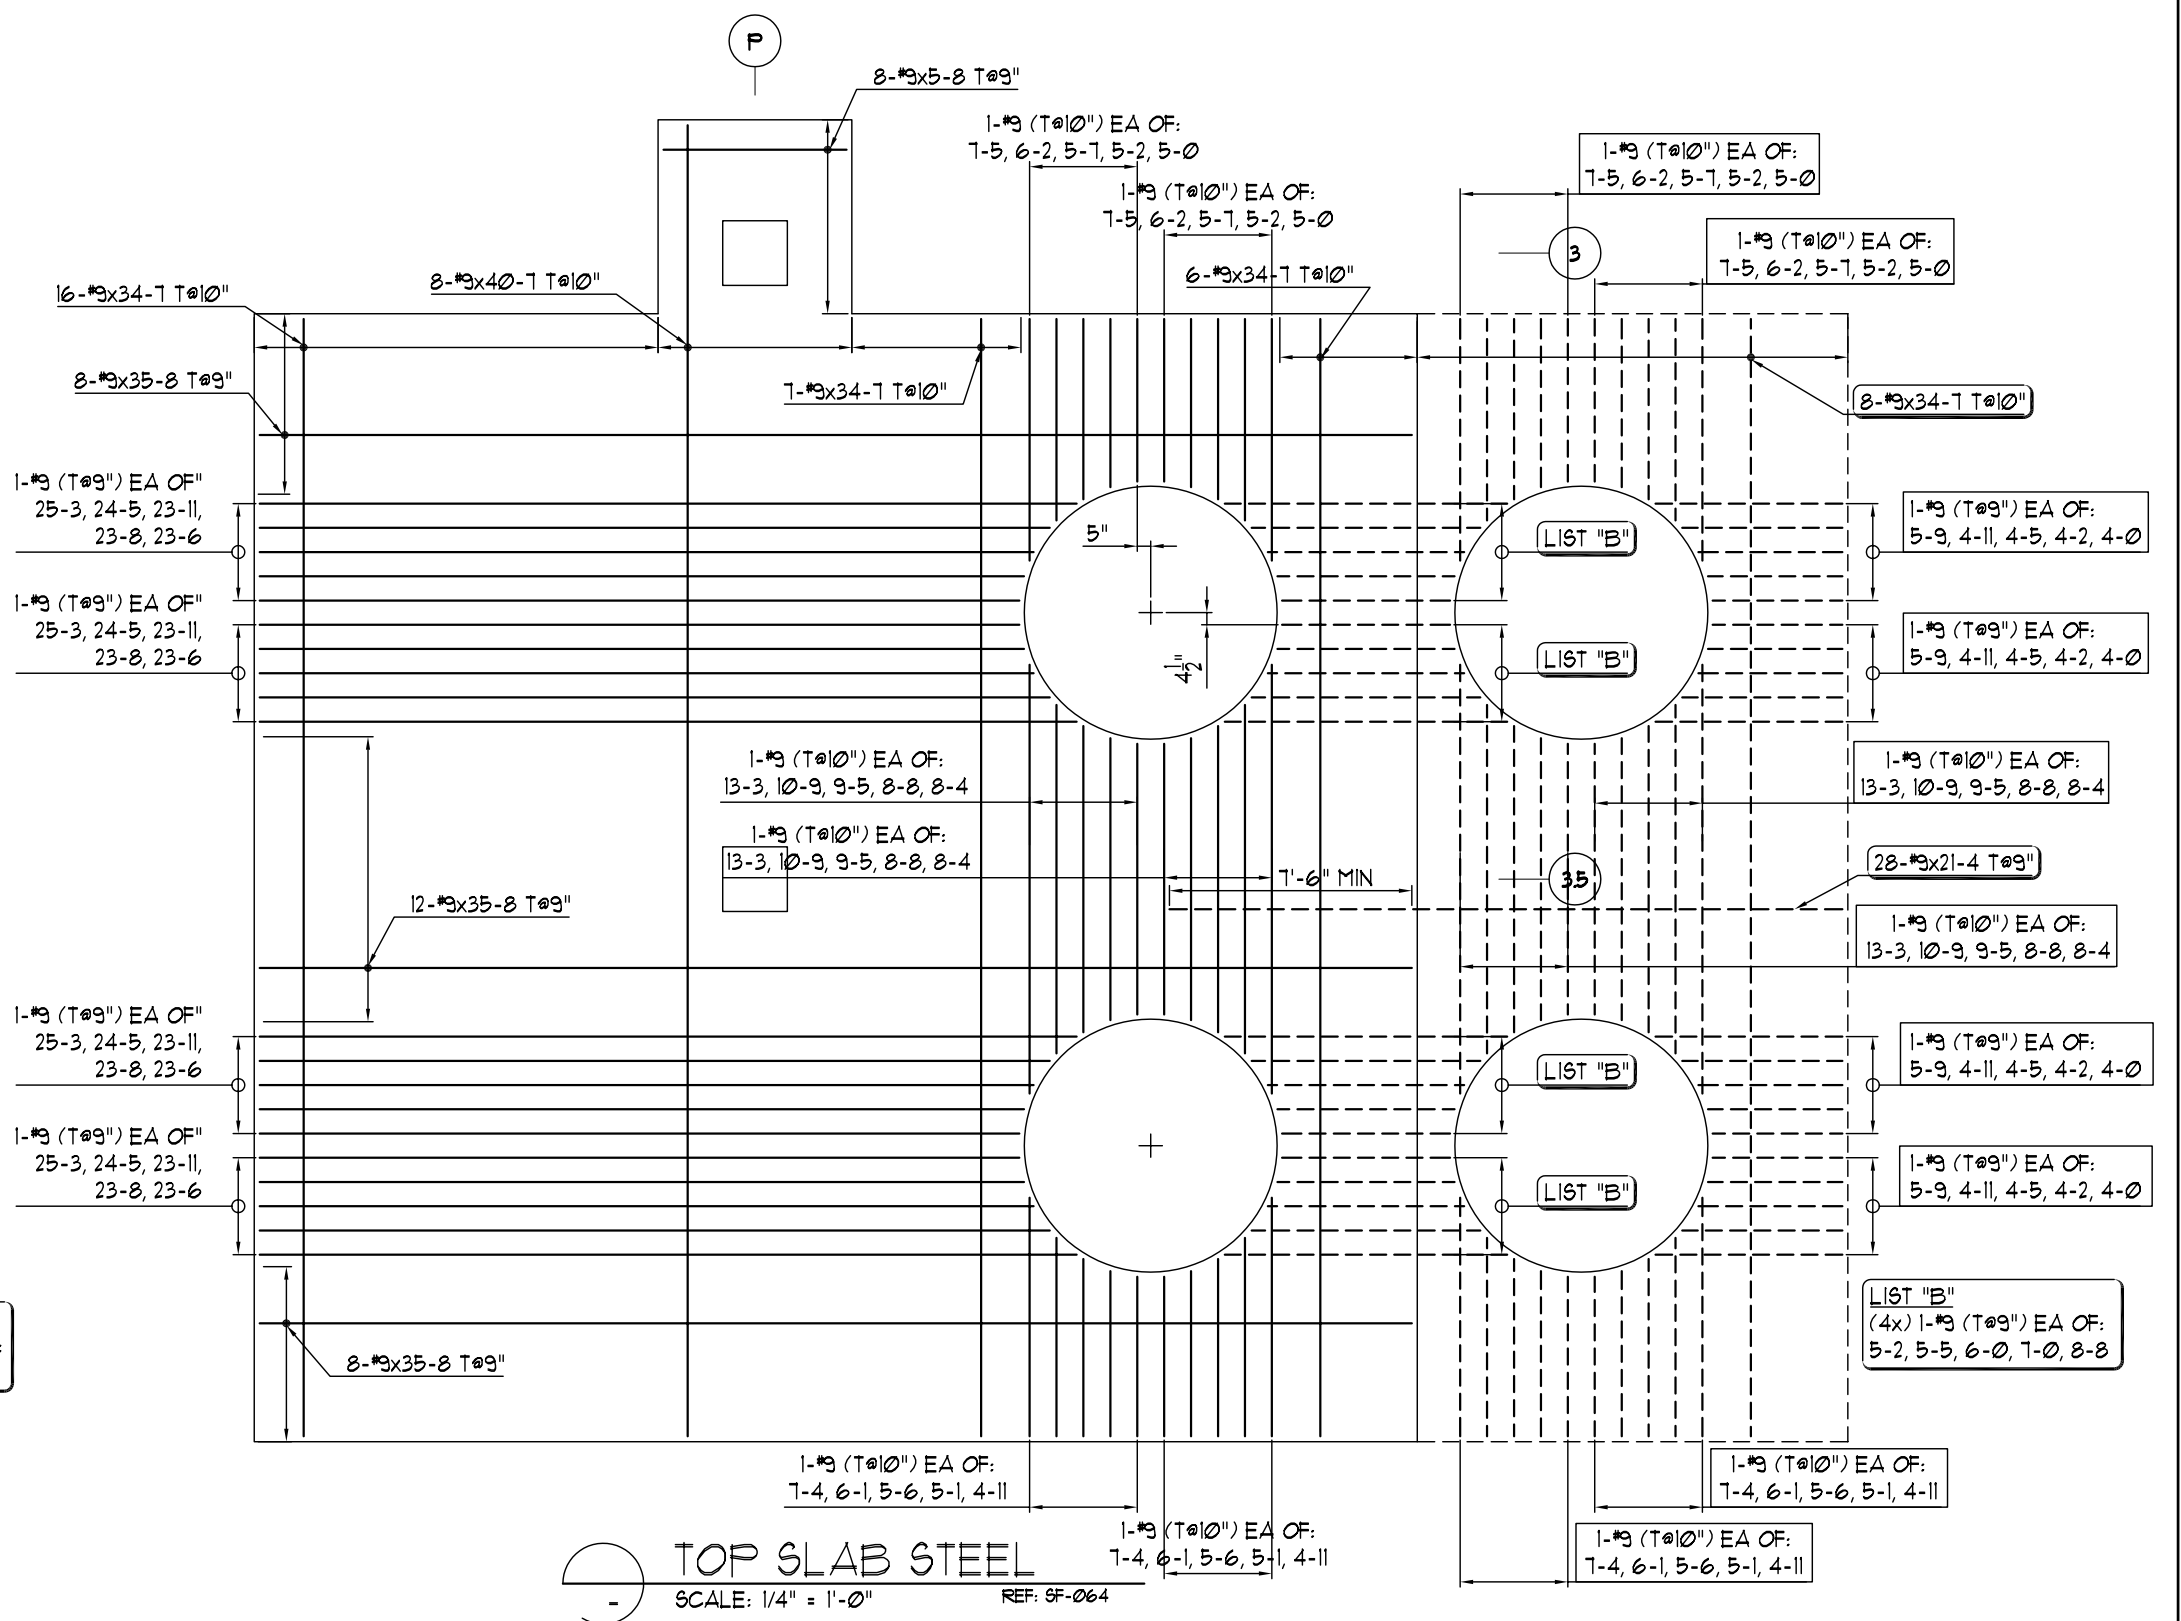 P
8-#9x5-8 T@9"
1-#9 (T@10") EA OF:
7-5, 6-2, 5-7, 5-2, 5-0
1-#9 (T@10") EA OF:
7-5, 6-2, 5-7, 5-2, 5-0
1-#9 (T@10") EA OF:
7-5, 6-2, 5-7, 5-2, 5-0
1-#9 (T@10") EA OF:
7-5, 6-2, 5-7, 5-2, 5-0
3
16-#9x34-7 T@10"
8-#9x40-7 T@10"
6-#9x34-7 T@10"
8-#9x35-8 T@9"
7-#9x34-7 T@10"
8-#9x34-7 T@10"
1-#9 (T@9") EA OF"
25-3, 24-5, 23-11,
23-8, 23-6
5"
LIST "B"
1-#9 (T@9") EA OF:
5-9, 4-11, 4-5, 4-2, 4-0
1-#9 (T@9") EA OF"
25-3, 24-5, 23-11,
23-8, 23-6
4 1/2"
LIST "B"
1-#9 (T@9") EA OF:
5-9, 4-11, 4-5, 4-2, 4-0
1-#9 (T@10") EA OF:
13-3, 10-9, 9-5, 8-8, 8-4
1-#9 (T@10") EA OF:
13-3, 10-9, 9-5, 8-8, 8-4
1-#9 (T@10") EA OF:
13-3, 10-9, 9-5, 8-8, 8-4
7'-6" MIN
3.5
28-#9x21-4 T@9"
12-#9x35-8 T@9"
1-#9 (T@10") EA OF:
13-3, 10-9, 9-5, 8-8, 8-4
1-#9 (T@9") EA OF"
25-3, 24-5, 23-11,
23-8, 23-6
LIST "B"
1-#9 (T@9") EA OF:
5-9, 4-11, 4-5, 4-2, 4-0
1-#9 (T@9") EA OF"
25-3, 24-5, 23-11,
23-8, 23-6
LIST "B"
1-#9 (T@9") EA OF:
5-9, 4-11, 4-5, 4-2, 4-0
LIST "B"
(4x) 1-#9 (T@9") EA OF:
5-2, 5-5, 6-0, 7-0, 8-8
8-#9x35-8 T@9"
1-#9 (T@10") EA OF:
7-4, 6-1, 5-6, 5-1, 4-11
1-#9 (T@10") EA OF:
7-4, 6-1, 5-6, 5-1, 4-11
1-#9 (T@10") EA OF:
7-4, 6-1, 5-6, 5-1, 4-11
1-#9 (T@10") EA OF:
7-4, 6-1, 5-6, 5-1, 4-11
TOP SLAB STEEL
- SCALE: 1/4" = 1'-0" REF: SF-064